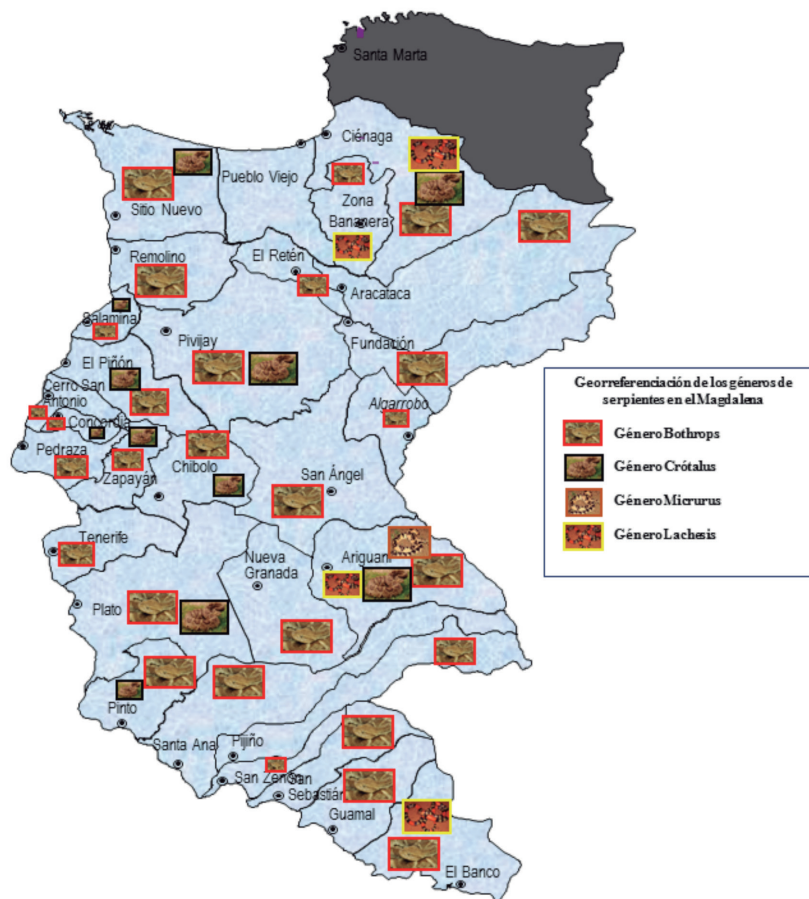 Santa Marta
Ciénaga
Pueblo Viejo
Sitio Nuevo
Zona
Bananera
Remolino
El Retén
Aracataca
Salamina
Pivijay
Fundación
El Piñón
Cerro San
Antonio
Algarrobo
Concordia
Pedraza
Zapayán
Chibolo
San Ángel
Tenerife
Nueva
Granada
Ariguaní
Plato
Pinto
Santa Ana
Pijiño
San Zenón
San
Sebastián
Guamal
El Banco
Georreferenciación de los géneros de
serpientes en el Magdalena
Género Bothrops
Género Crótalus
Género Micrurus
Género Lachesis